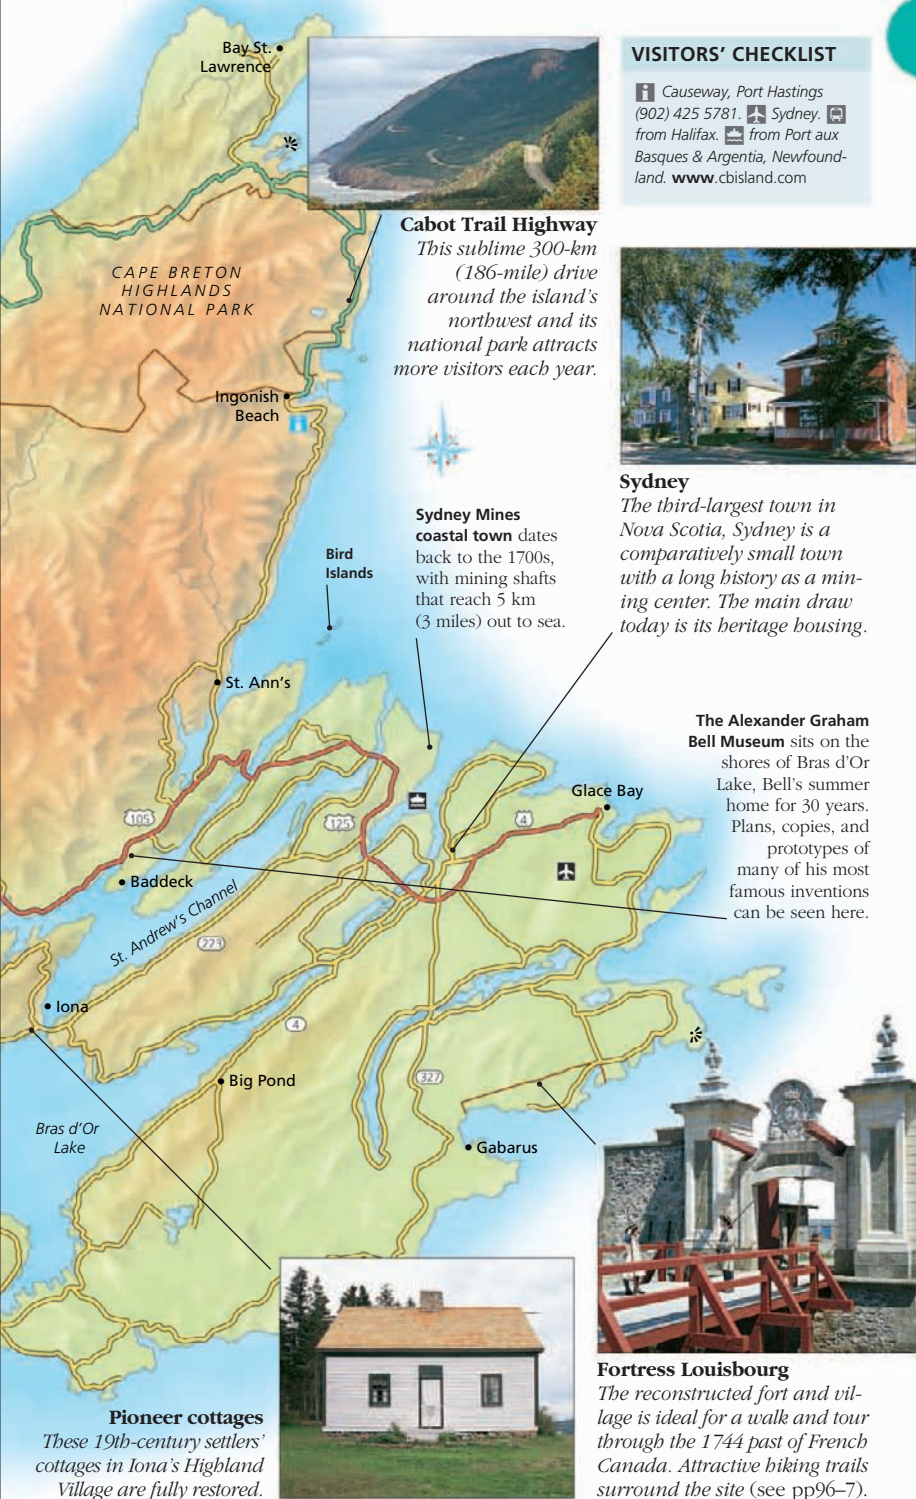 Bay St.
Lawrence
VISITORS’ CHECKLIST
Causeway, Port Hastings
(902) 425 5781. Sydney.
from Halifax. from Port aux
Basques & Argentia, Newfound-
land. www.cbisland.com
Cabot Trail Highway
This sublime 300-km
(186-mile) drive
around the island’s
northwest and its
national park attracts
more visitors each year.
CAPE BRETON
HIGHLANDS
NATIONAL PARK
Ingonish
Beach
Sydney
The third-largest town in
Nova Scotia, Sydney is a
comparatively small town
with a long history as a min-
ing center. The main draw
today is its heritage housing.
Sydney Mines
coastal town dates
back to the 1700s,
with mining shafts
that reach 5 km
(3 miles) out to sea.
Bird
Islands
St. Ann’s
The Alexander Graham
Bell Museum sits on the
shores of Bras d’Or
Lake, Bell’s summer
home for 30 years.
Plans, copies, and
prototypes of
many of his most
famous inventions
can be seen here.
Glace Bay
105
125
4
Baddeck
St. Andrew’s Channel
223
Iona
4
Big Pond
327
Bras d’Or
Lake
Gabarus
Pioneer cottages
These 19th-century settlers’
cottages in Iona’s Highland
Village are fully restored.
Fortress Louisbourg
The reconstructed fort and vil-
lage is ideal for a walk and tour
through the 1744 past of French
Canada. Attractive hiking trails
surround the site (see pp96–7).